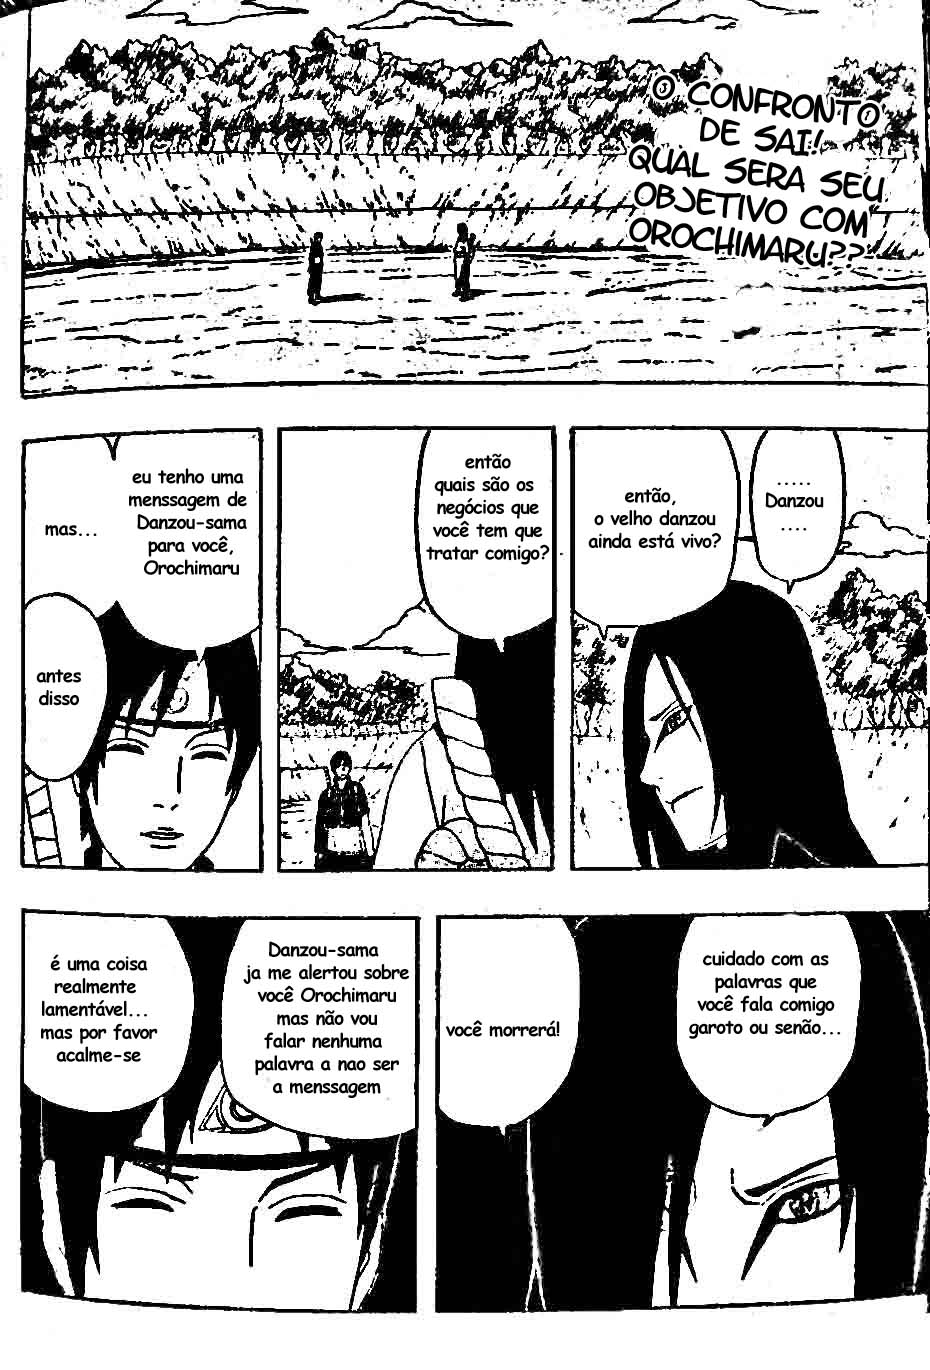 O CONFRONTO
DE SAI!
QUAL SERA SEU
OBJETIVO COM
OROCHIMARU??
.....
Danzou
....
então,
o velho danzou
ainda está vivo?
então
quais são os
negócios que
você tem que
tratar comigo?
eu tenho uma
menssagem de
Danzou-sama
para você,
Orochimaru
mas...
antes
disso
cuidado com as
palavras que
você fala comigo
garoto ou senão...
você morrerá!
Danzou-sama
ja me alertou sobre
você Orochimaru
mas não vou
falar nenhuma
palavra a nao ser
a menssagem
é uma coisa
realmente
lamentável...
mas por favor
acalme-se